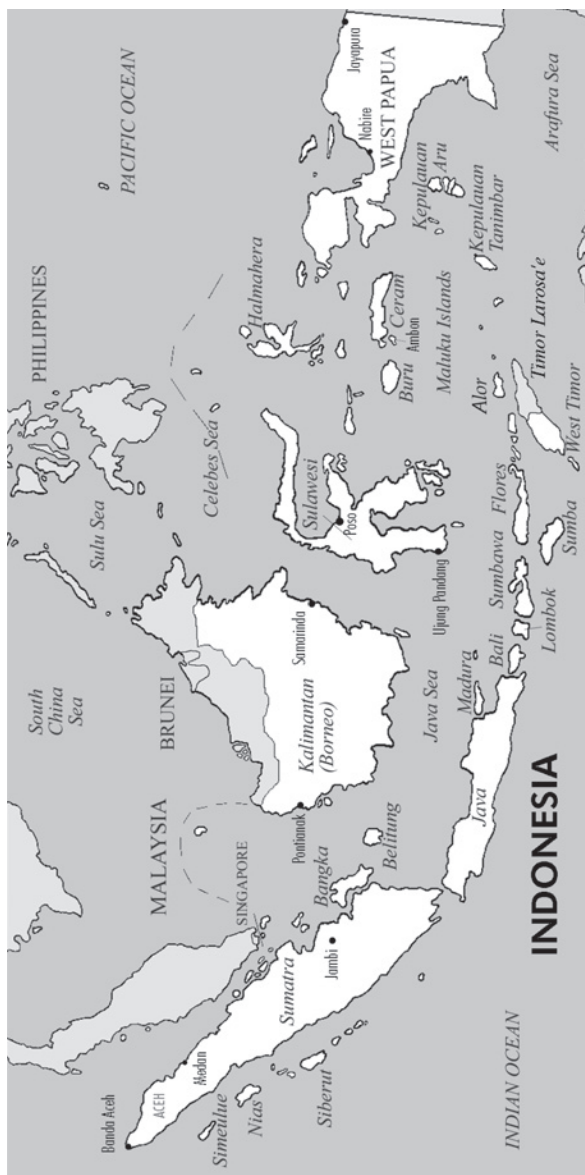 PACIFIC OCEAN
PHILIPPINES
South
China
Sea
Sulu Sea
BRUNEI
MALAYSIA
Celebes Sea
Halmahera
Jayapura
Nabire
WEST PAPUA
Banda Aceh
ACEH
Medan
SINGAPORE
Kalimantan
(Borneo)
Samarinda
Pontianak
Sulawesi
Poso
Ujung Pandang
Buru
Ceram
Ambon
Maluku Islands
Kepulauan
Aru
Kepulauan
Tanimbar
Arafura Sea
Simeulue
Nias
Siberut
Sumatra
Jambi
Bangka
Belitung
Java Sea
Madura
Java
Bali
Lombok
Sumbawa
Flores
Sumba
Alor
West Timor
Timor Larosa'e
INDIAN OCEAN
INDONESIA